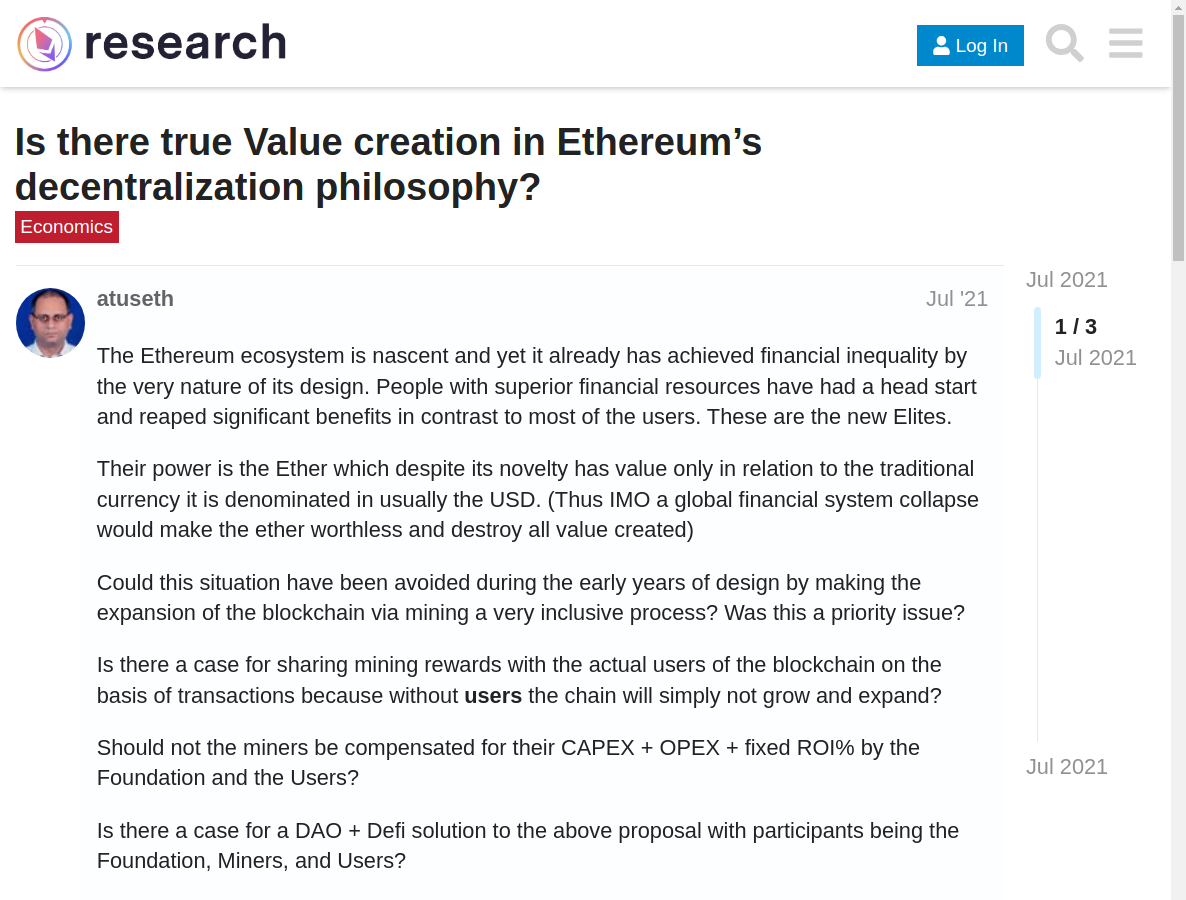 research
Log In
Is there true Value creation in Ethereum’s
decentralization philosophy?
Economics
atuseth
Jul '21
The Ethereum ecosystem is nascent and yet it already has achieved financial inequality by
the very nature of its design. People with superior financial resources have had a head start
and reaped significant benefits in contrast to most of the users. These are the new Elites.
Their power is the Ether which despite its novelty has value only in relation to the traditional
currency it is denominated in usually the USD. (Thus IMO a global financial system collapse
would make the ether worthless and destroy all value created)
Could this situation have been avoided during the early years of design by making the
expansion of the blockchain via mining a very inclusive process? Was this a priority issue?
Is there a case for sharing mining rewards with the actual users of the blockchain on the
basis of transactions because without users the chain will simply not grow and expand?
Should not the miners be compensated for their CAPEX + OPEX + fixed ROI% by the
Foundation and the Users?
Is there a case for a DAO + Defi solution to the above proposal with participants being the
Foundation, Miners, and Users?
Jul 2021
1 / 3
Jul 2021
Jul 2021